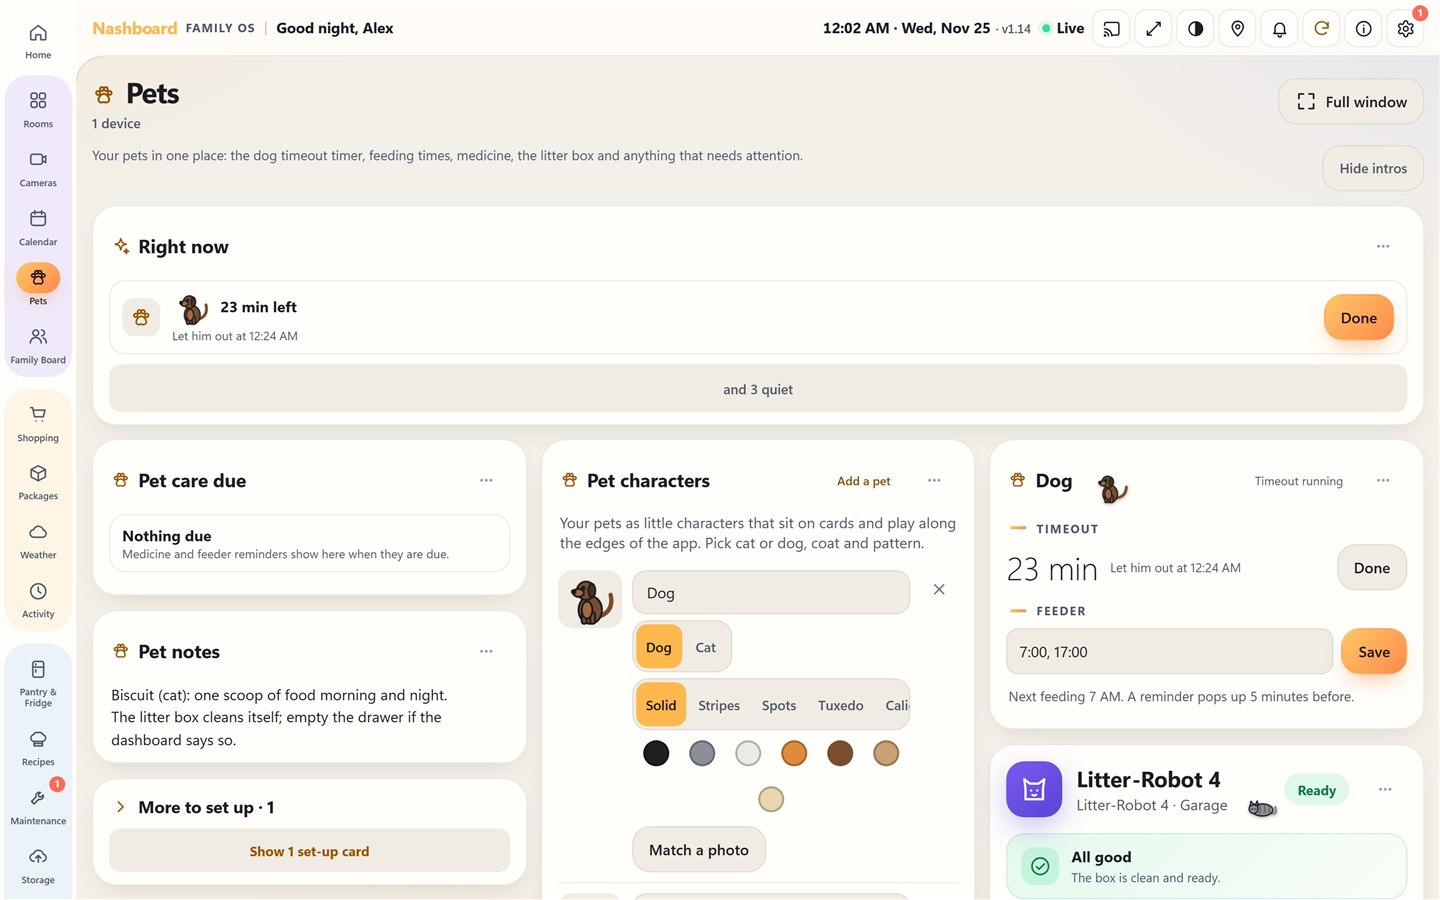 Nashboard FAMILY OS Good night, Alex
12:02 AM · Wed, Nov 25 · v1.14 Live
1
Home
Rooms
Cameras
Calendar
Pets
Family Board
Shopping
Packages
Weather
Activity
Pantry &
Fridge
Recipes
1
Maintenance
Storage
Pets
1 device
Your pets in one place: the dog timeout timer, feeding times, medicine, the litter box and anything that needs attention.
Full window
Hide intros
Right now
23 min left
Let him out at 12:24 AM
Done
and 3 quiet
Pet care due
Nothing due
Medicine and feeder reminders show here when they are due.
Pet notes
Biscuit (cat): one scoop of food morning and night.
The litter box cleans itself; empty the drawer if the
dashboard says so.
More to set up · 1
Show 1 set-up card
Pet characters
Add a pet
Your pets as little characters that sit on cards and play along
the edges of the app. Pick cat or dog, coat and pattern.
Dog
Dog Cat
Solid Stripes Spots Tuxedo Cali
Match a photo
Dog
Timeout running
TIMEOUT
23 min Let him out at 12:24 AM
Done
FEEDER
7:00, 17:00
Save
Next feeding 7 AM. A reminder pops up 5 minutes before.
Litter-Robot 4
Litter-Robot 4 · Garage
Ready
All good
The box is clean and ready.